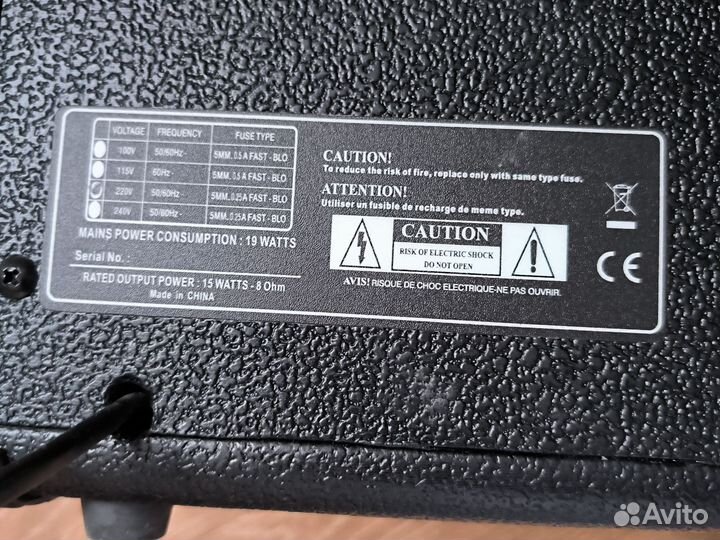 VOLTAGE FREQUENCY FUSE TYPE
100V 50/60Hz 5MM. 0.5 A FAST - BLO
115V 60Hz 5MM. 0.5 A FAST - BLO
220V 50/60Hz 5MM. 0.25A FAST - BLO
240V 50/60Hz 5MM. 0.25A FAST - BLO
MAINS POWER CONSUMPTION : 19 WATTS
Serial No. :
RATED OUTPUT POWER : 15 WATTS - 8 Ohm
Made in CHINA
CAUTION!
To reduce the risk of fire, replace only with same type fuse.
ATTENTION!
Utiliser un fusible de recharge de meme type.
CAUTION
RISK OF ELECTRIC SHOCK
DO NOT OPEN
AVIS! RISQUE DE CHOC ELECTRIQUE-NE PAS OUVRIR.
CE
Avito